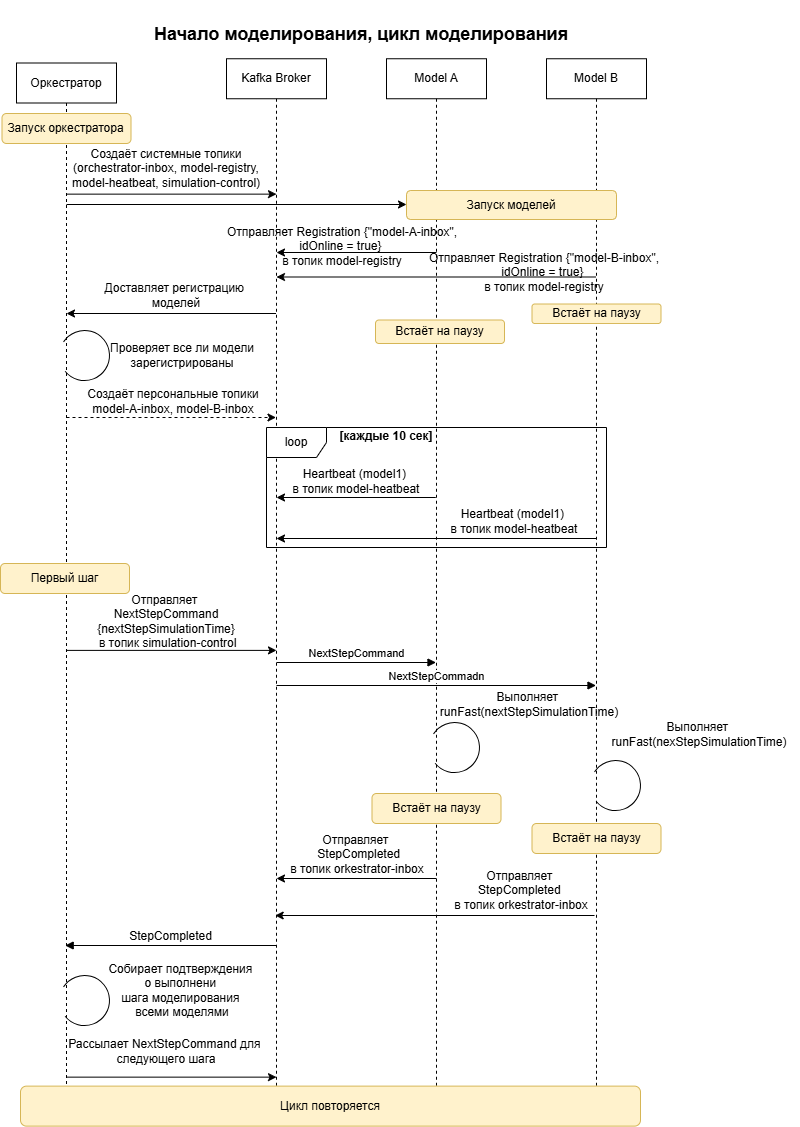 Начало моделирования, цикл моделирования
Оркестратор
Kafka Broker
Model A
Model B
Запуск оркестратора
Создаёт системные топики
(orchestrator-inbox, model-registry,
model-heatbeat, simulation-control)
Запуск моделей
Отправляет Registration {"model-A-inbox",
idOnline = true}
в топик model-registry
Отправляет Registration {"model-B-inbox",
idOnline = true}
в топик model-registry
Доставляет регистрацию
моделей
Встаёт на паузу
Встаёт на паузу
Проверяет все ли модели
зарегистрированы
Создаёт персональные топики
model-A-inbox, model-B-inbox
loop
[каждые 10 сек]
Heartbeat (model1)
в топик model-heatbeat
Heartbeat (model1)
в топик model-heatbeat
Первый шаг
Отправляет
NextStepCommand
{nextStepSimulationTime}
в топик simulation-control
NextStepCommand
NextStepCommadn
Выполняет
runFast(nextStepSimulationTime)
Выполняет
runFast(nexStepSimulationTime)
Встаёт на паузу
Встаёт на паузу
Отправляет
StepCompleted
в топик orkestrator-inbox
Отправляет
StepCompleted
в топик orkestrator-inbox
StepCompleted
Собирает подтверждения
о выполнени
шага моделирования
всеми моделями
Рассылает NextStepCommand для
следующего шага
Цикл повторяется